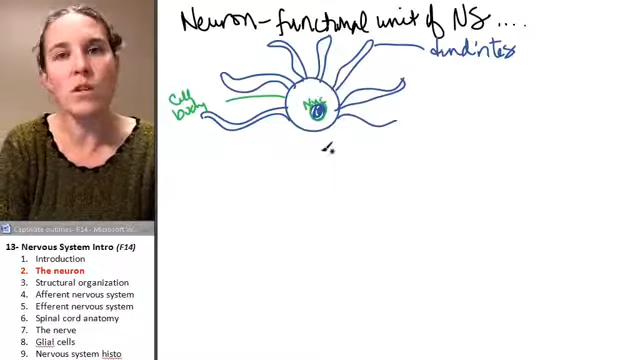 Neuron - functional unit of NS ....
dendrites
Cell
body
Nuc
Captivate outlines - F14 - Microsoft W...
13- Nervous System Intro (F14)
1. Introduction
2. The neuron
3. Structural organization
4. Afferent nervous system
5. Efferent nervous system
6. Spinal cord anatomy
7. The nerve
8. Glial cells
9. Nervous system histo